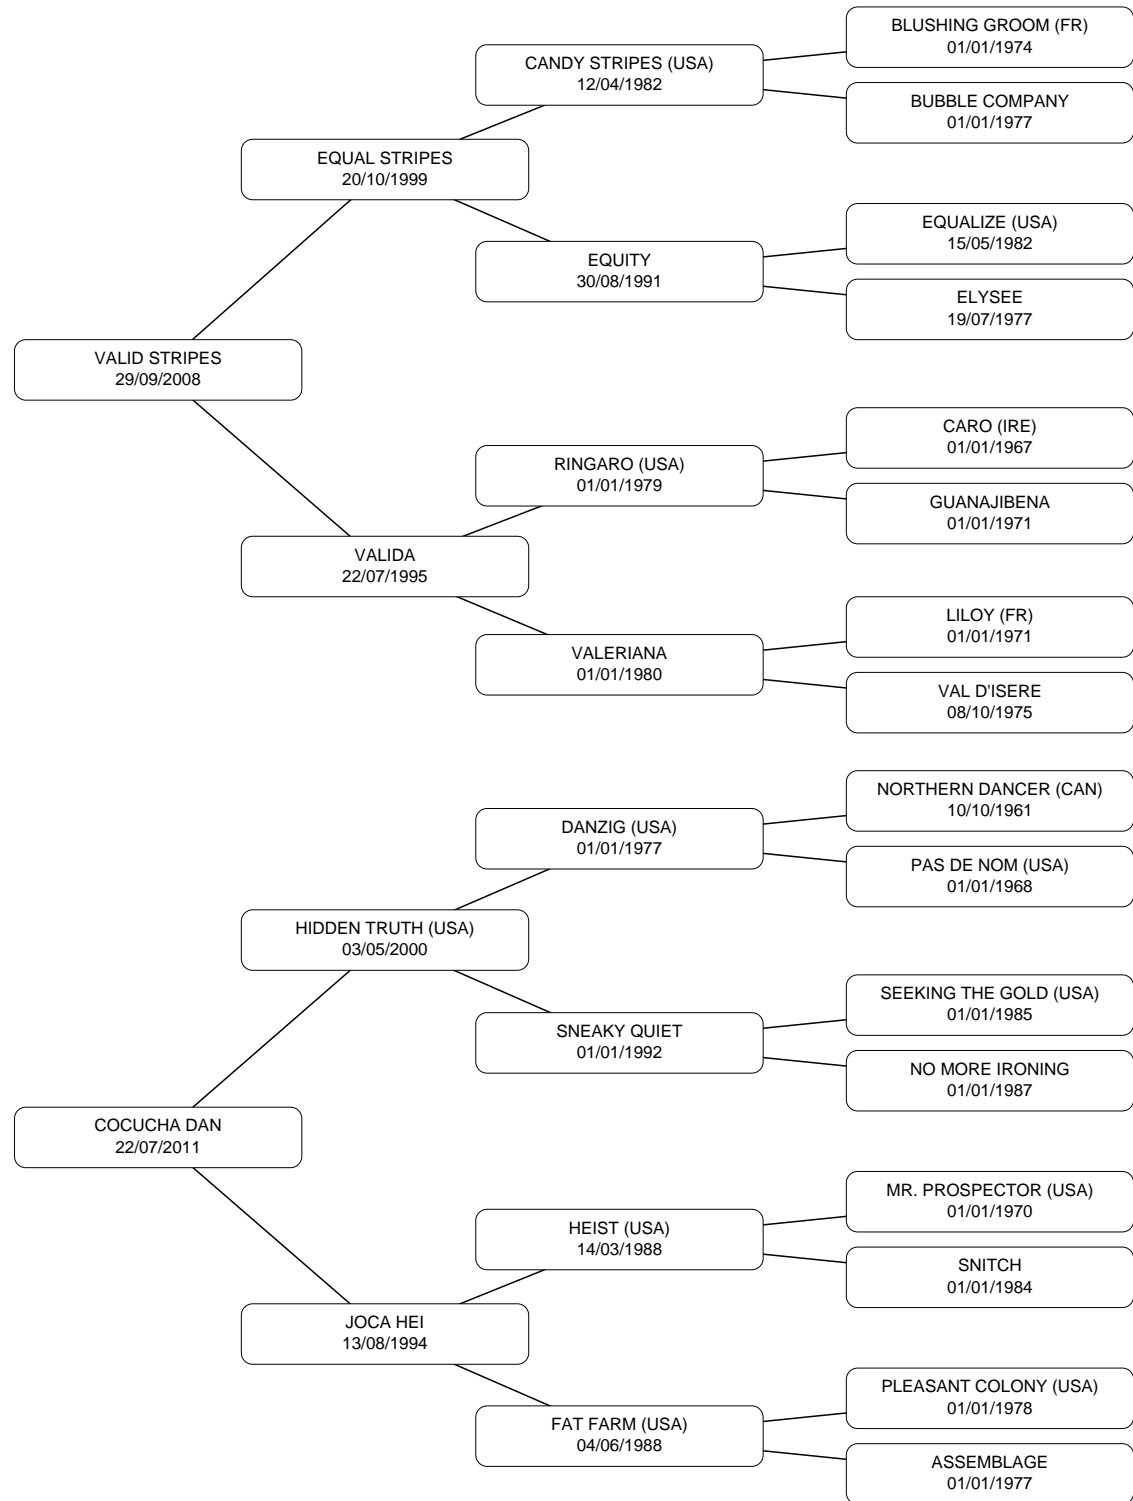 BLUSHING GROOM (FR)
01/01/1974
CANDY STRIPES (USA)
12/04/1982
BUBBLE COMPANY
01/01/1977
EQUAL STRIPES
20/10/1999
EQUALIZE (USA)
15/05/1982
EQUITY
30/08/1991
ELYSEE
19/07/1977
VALID STRIPES
29/09/2008
CARO (IRE)
01/01/1967
RINGARO (USA)
01/01/1979
GUANAJIBENA
01/01/1971
VALIDA
22/07/1995
LILOY (FR)
01/01/1971
VALERIANA
01/01/1980
VAL D'ISERE
08/10/1975
NORTHERN DANCER (CAN)
10/10/1961
DANZIG (USA)
01/01/1977
PAS DE NOM (USA)
01/01/1968
HIDDEN TRUTH (USA)
03/05/2000
SEEKING THE GOLD (USA)
01/01/1985
SNEAKY QUIET
01/01/1992
NO MORE IRONING
01/01/1987
COCUCHA DAN
22/07/2011
MR. PROSPECTOR (USA)
01/01/1970
HEIST (USA)
14/03/1988
SNITCH
01/01/1984
JOCA HEI
13/08/1994
PLEASANT COLONY (USA)
01/01/1978
FAT FARM (USA)
04/06/1988
ASSEMBLAGE
01/01/1977